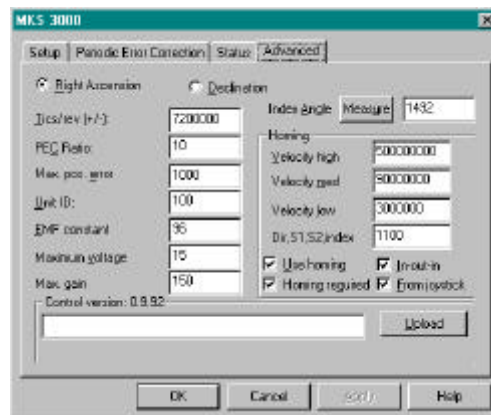 MKS 3000
Setup Periodic Error Correction Status Advanced
Right Ascension Declination
Index Angle Measure 1492
Tics/rev (+/-): 7200000
PEC Ratio: 10
Max. pos. error 1000
Unit ID: 100
EMF constant 96
Maximum voltage 15
Max. gain 150
Homing
Velocity high 500000000
Velocity med 90000000
Velocity low 3000000
Dir,S1,S2,index 1100
Use homing In-out-in
Homing required From joystick
Control version: 0.9.92
Upload
OK Cancel Apply Help